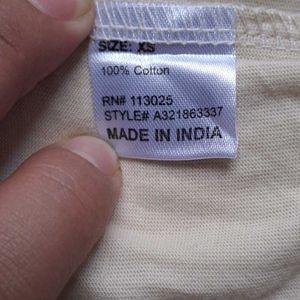 SIZE: XS
100% Cotton
RN# 113025
STYLE# A321863337
MADE IN INDIA